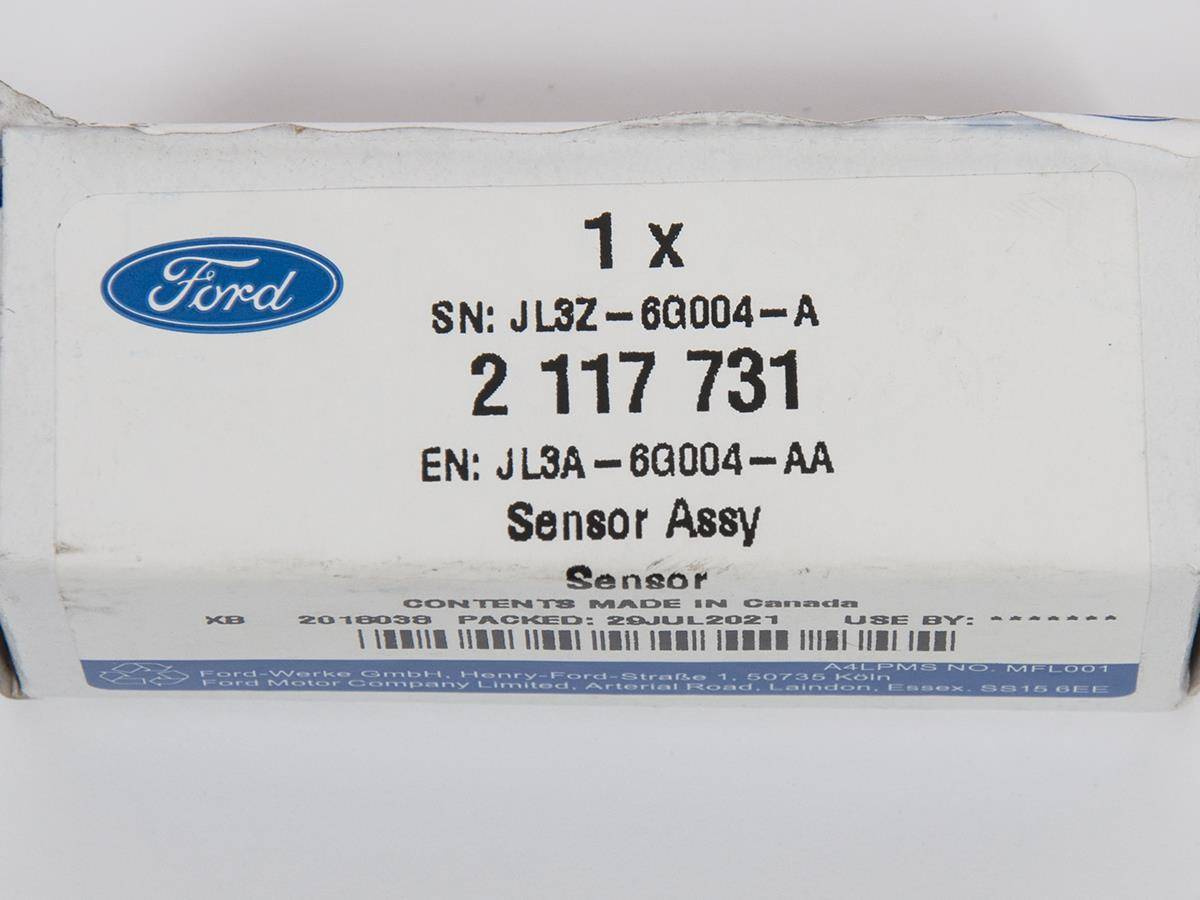 Ford
1 x
SN: JL3Z-6G004-A
2 117 731
EN: JL3A-6G004-AA
Sensor Assy
Sensor
CONTENTS MADE IN Canada
XB 2018038 PACKED: 29JUL2021 USE BY: *******
A4LPMS NO. MFL001
Ford-Werke GmbH, Henry-Ford-Straße 1, 50735 Köln
Ford Motor Company Limited, Arterial Road, Laindon, Essex. SS15 6EE